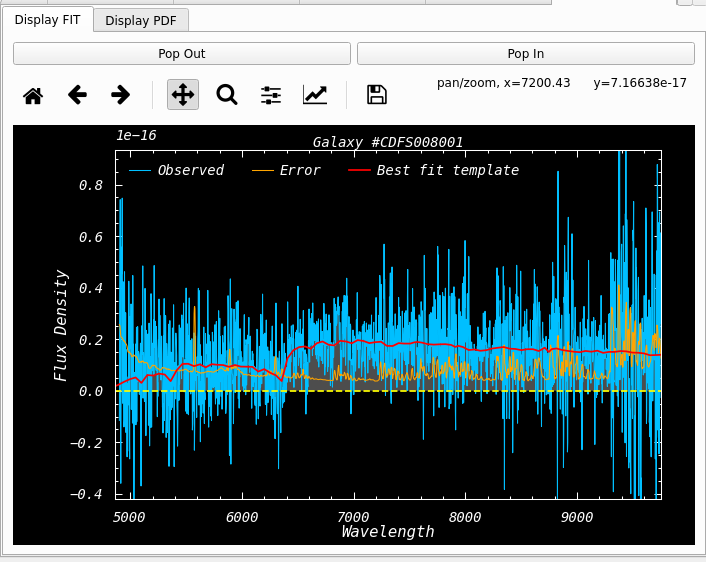 Display FIT
Display PDF
Pop Out
Pop In
pan/zoom, x=7200.43 y=7.16638e-17
1e−16
Galaxy #CDFS008001
Observed
Error
Best fit template
0.8
0.6
0.4
0.2
0.0
−0.2
−0.4
Flux Density
5000
6000
7000
8000
9000
Wavelength